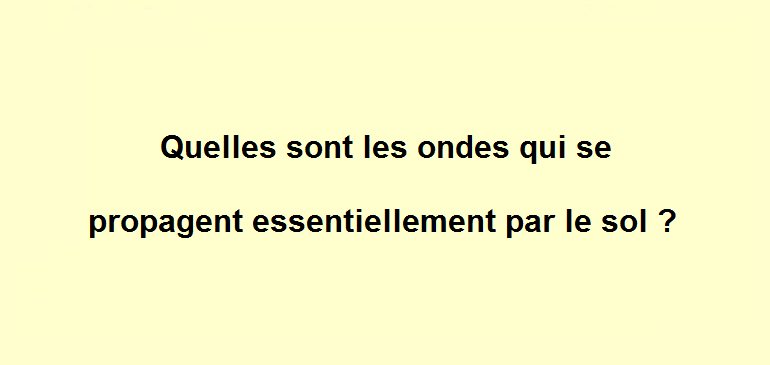 Quelles sont les ondes qui se
propagent essentiellement par le sol ?